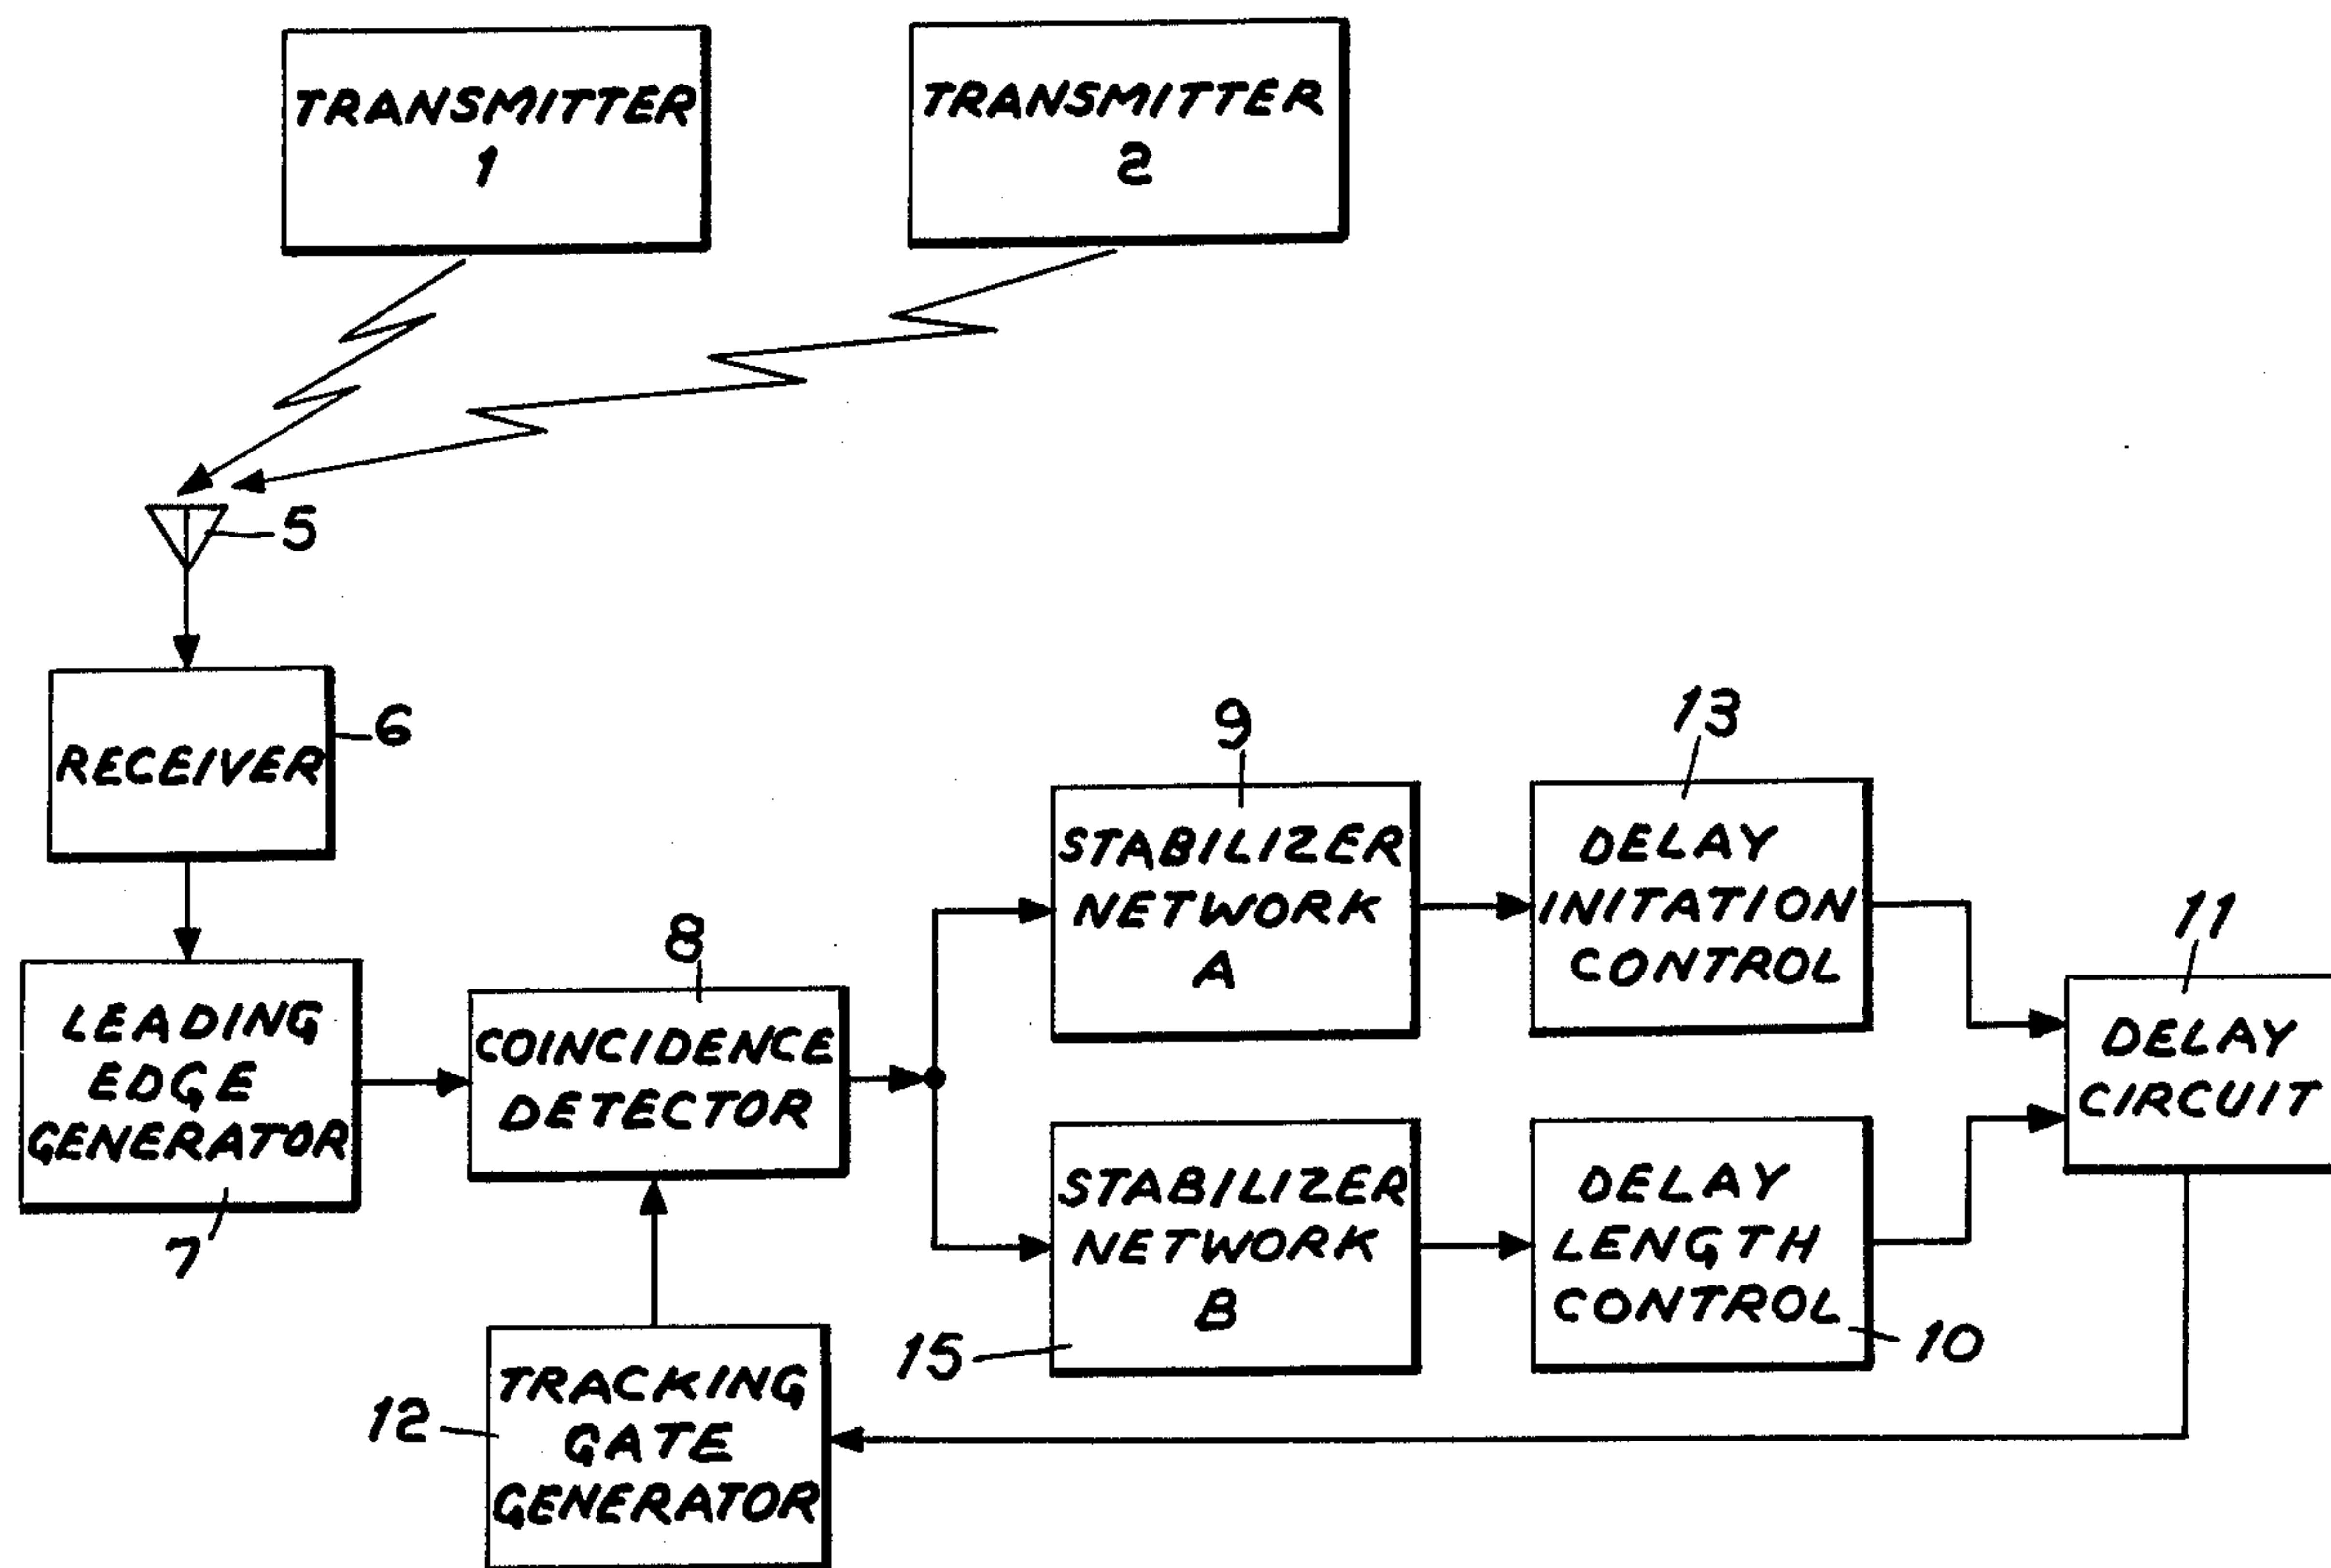 TRANSMITTER
1
TRANSMITTER
2
5
RECEIVER
6
LEADING
EDGE
GENERATOR
7
COINCIDENCE
DETECTOR
8
STABILIZER
NETWORK
A
9
DELAY
INITATION
CONTROL
13
DELAY
CIRCUIT
11
STABILIZER
NETWORK
B
15
DELAY
LENGTH
CONTROL
10
TRACKING
GATE
GENERATOR
12